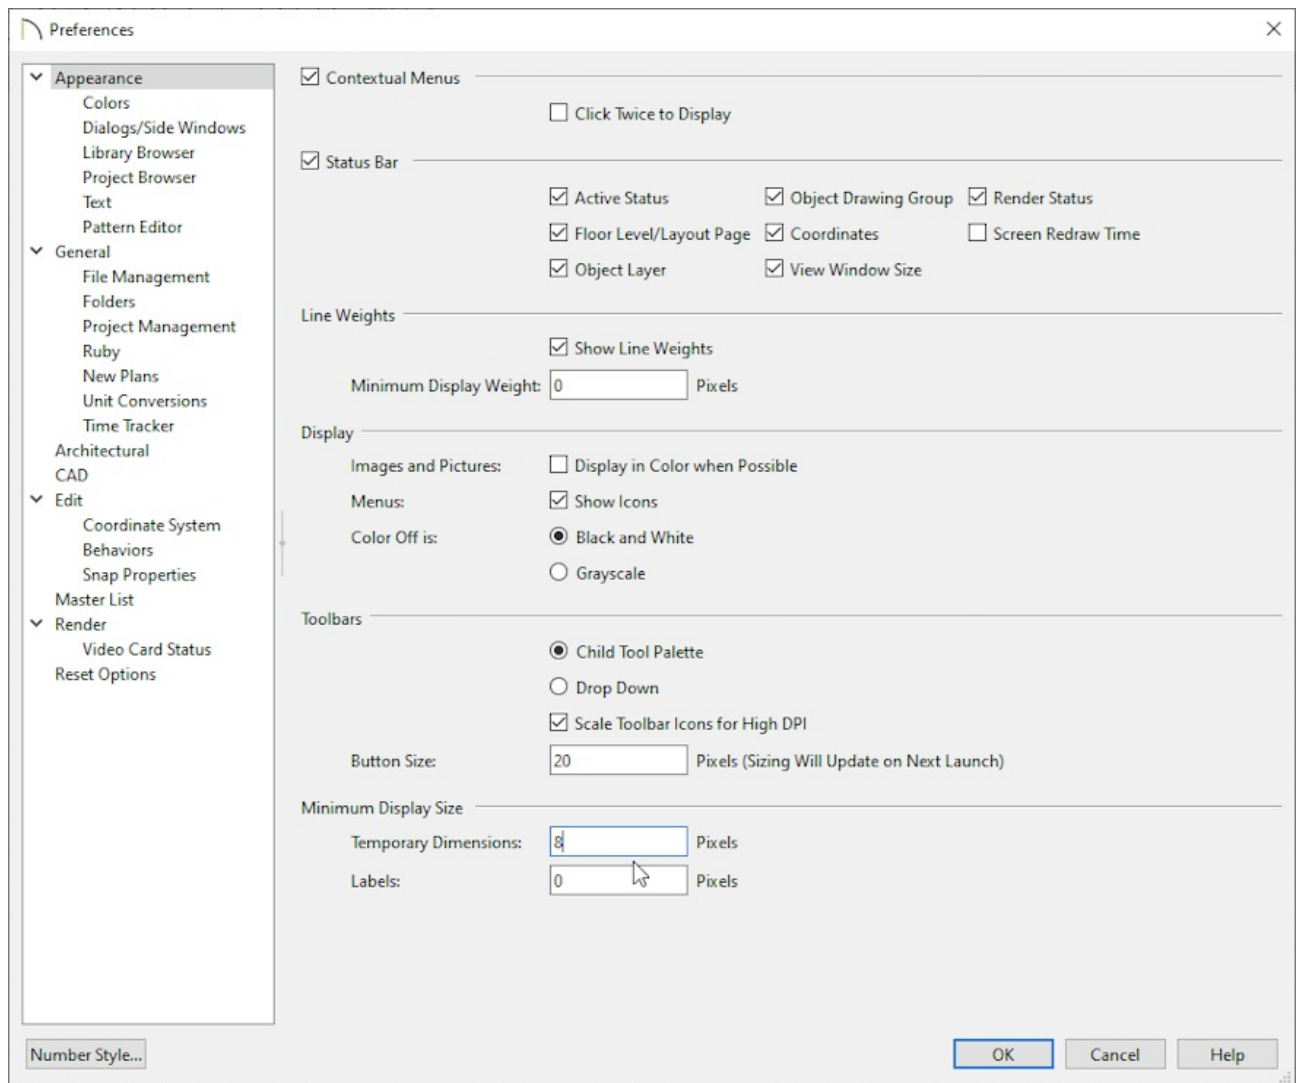 Preferences
Appearance
Colors
Dialogs/Side Windows
Library Browser
Project Browser
Text
Pattern Editor
General
File Management
Folders
Project Management
Ruby
New Plans
Unit Conversions
Time Tracker
Architectural
CAD
Edit
Coordinate System
Behaviors
Snap Properties
Master List
Render
Video Card Status
Reset Options
Contextual Menus
Click Twice to Display
Status Bar
Active Status Object Drawing Group Render Status
Floor Level/Layout Page Coordinates Screen Redraw Time
Object Layer View Window Size
Line Weights
Show Line Weights
Minimum Display Weight: 0 Pixels
Display
Images and Pictures: Display in Color when Possible
Menus: Show Icons
Color Off is: Black and White
Grayscale
Toolbars
Child Tool Palette
Drop Down
Scale Toolbar Icons for High DPI
Button Size: 20 Pixels (Sizing Will Update on Next Launch)
Minimum Display Size
Temporary Dimensions: 8 Pixels
Labels: 0 Pixels
Number Style... OK Cancel Help